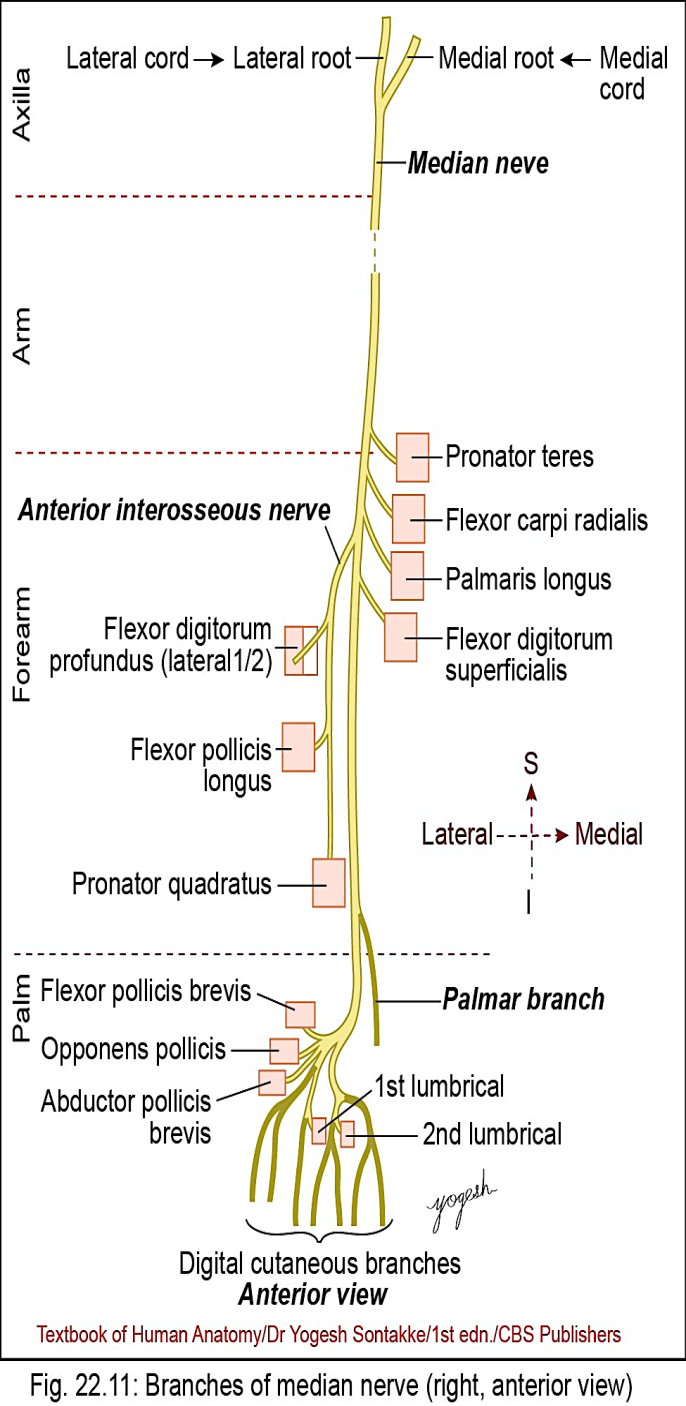 Axilla
Lateral cord → Lateral root
Medial root ← Medial
cord
Median neve
Arm
Pronator teres
Anterior interosseous nerve
Flexor carpi radialis
Palmaris longus
Forearm
Flexor digitorum
profundus (lateral1/2)
Flexor digitorum
superficialis
Flexor pollicis
longus
S
Lateral
Medial
I
Pronator quadratus
Palm
Flexor pollicis brevis
Palmar branch
Opponens pollicis
Abductor pollicis
brevis
1st lumbrical
2nd lumbrical
yogesh
Digital cutaneous branches
Anterior view
Textbook of Human Anatomy/Dr Yogesh Sontakke/1st edn./CBS Publishers
Fig. 22.11: Branches of median nerve (right, anterior view)